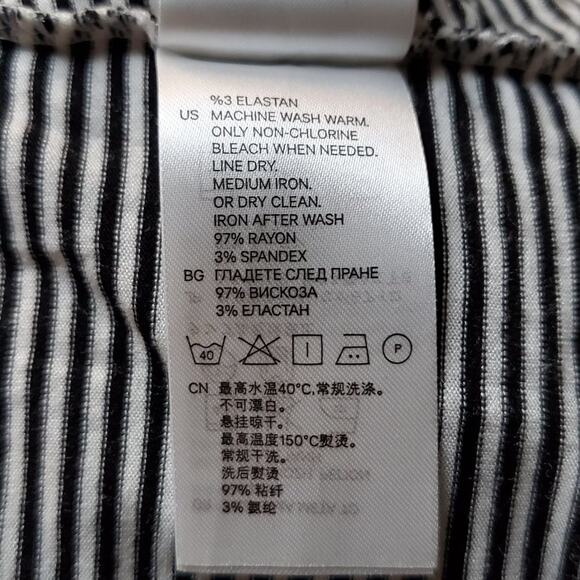 %3 ELASTAN
US MACHINE WASH WARM.
ONLY NON-CHLORINE
BLEACH WHEN NEEDED.
LINE DRY.
MEDIUM IRON.
OR DRY CLEAN.
IRON AFTER WASH
97% RAYON
3% SPANDEX
BG ГЛАДЕТЕ СЛЕД ПРАНЕ
97% ВИСКОЗА
3% ЕЛАСТАН
40 P
CN 最高水温40°C,常规洗涤。
不可漂白。
悬挂晾干。
最高温度150°C熨烫。
常规干洗。
洗后熨烫
97% 粘纤
3% 氨纶